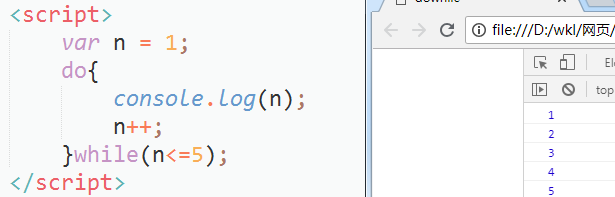 <script>
var n = 1;
do{
console.log(n);
n++;
}while(n<=5);
</script>
file:///D:/wkl/网页/
top
1
2
3
4
5